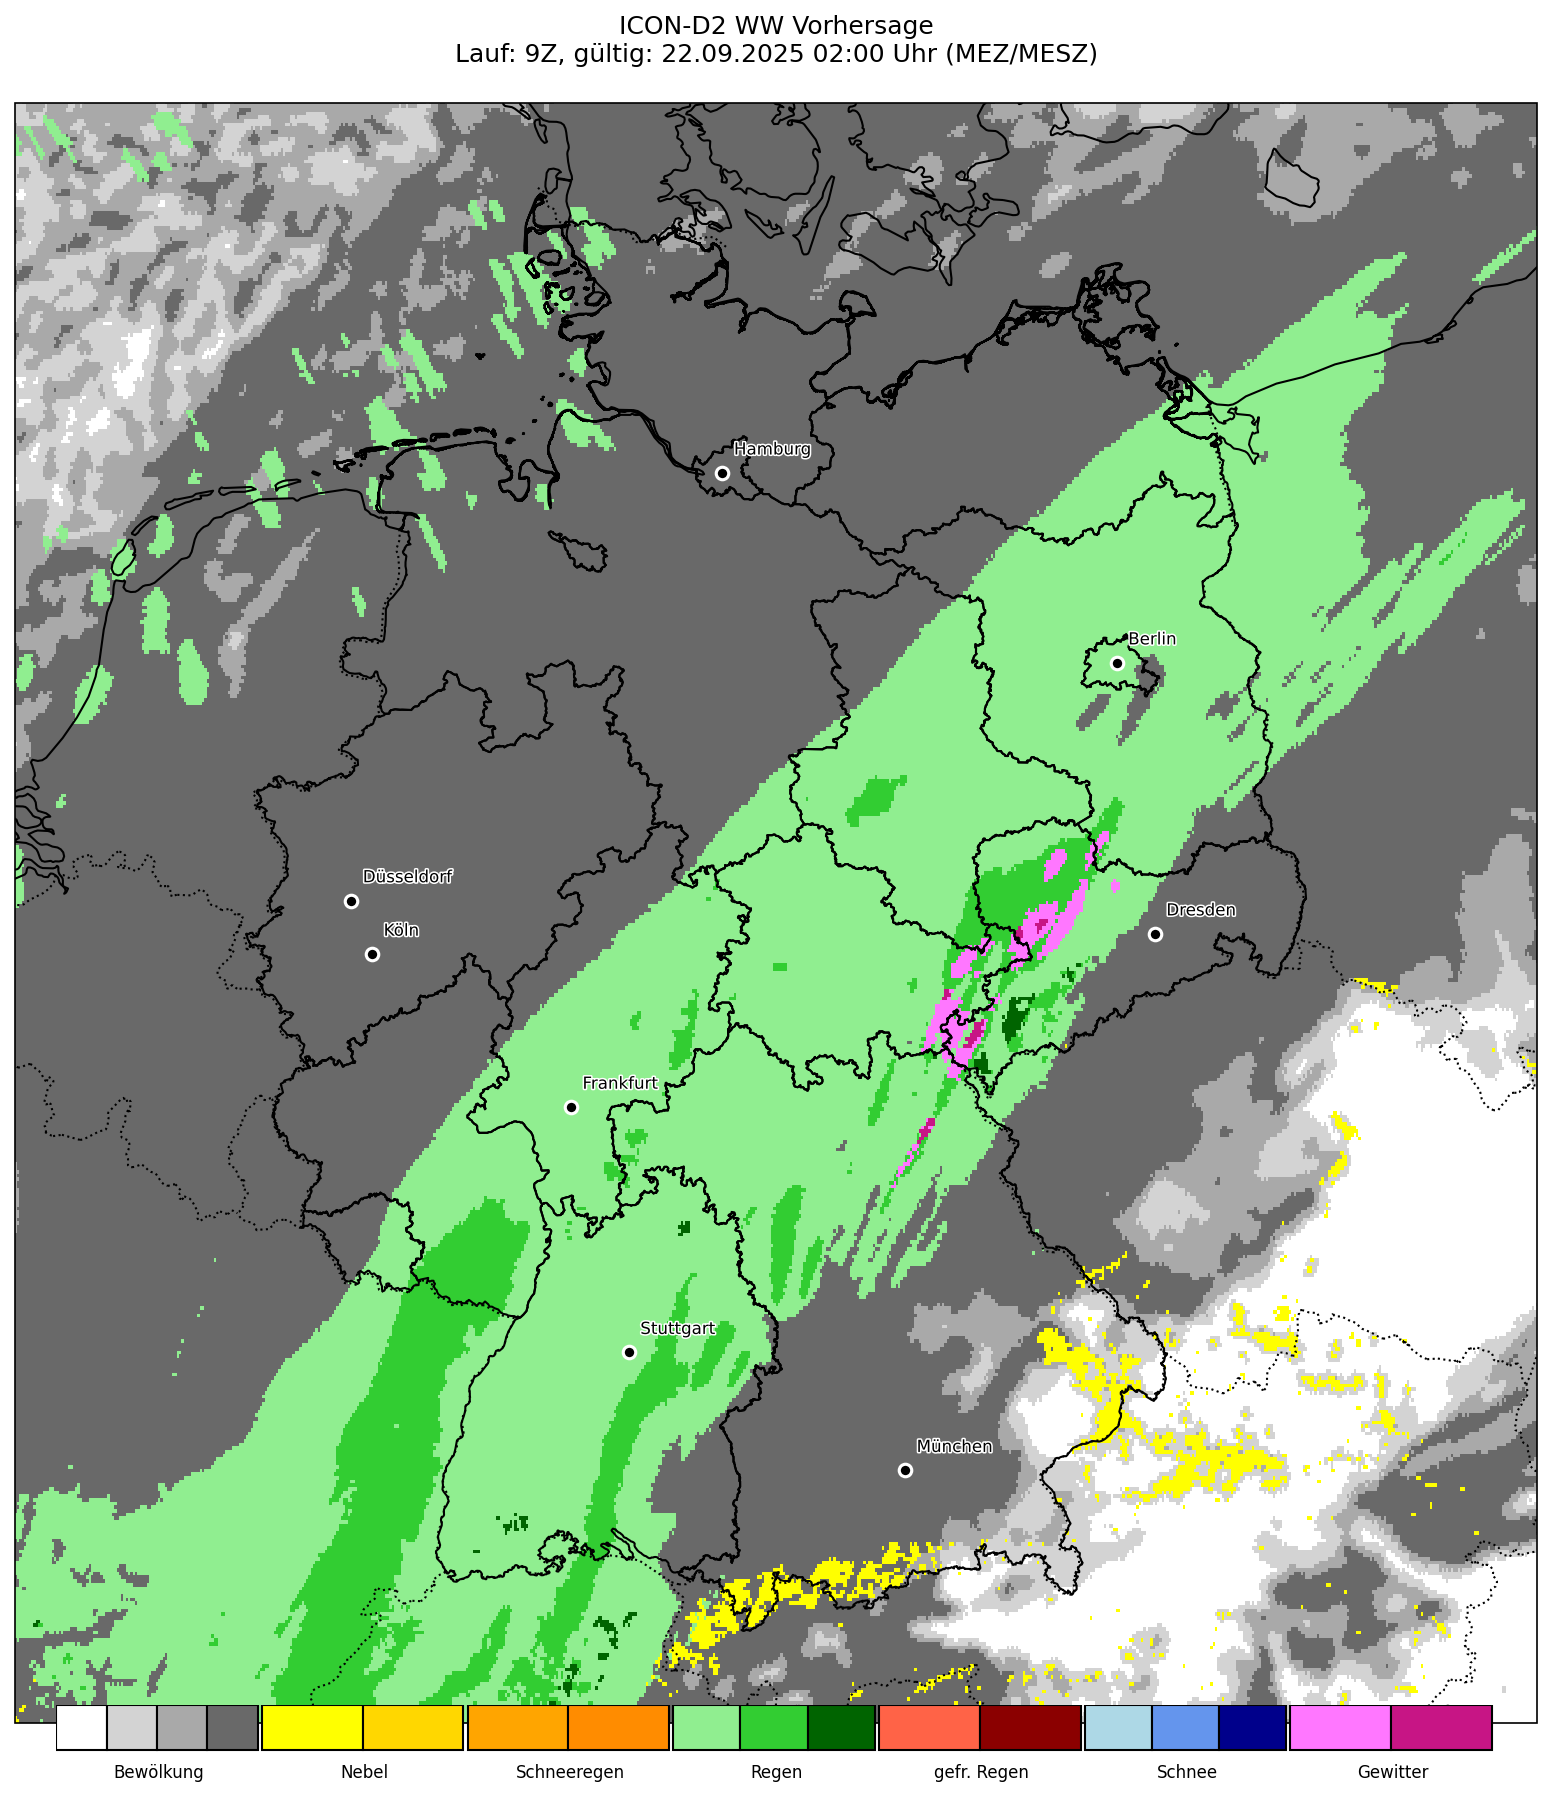 ICON-D2 WW Vorhersage
Lauf: 9Z, gültig: 22.09.2025 02:00 Uhr (MEZ/MESZ)
Hamburg
Berlin
Düsseldorf
Dresden
Köln
Frankfurt
Stuttgart
München
Bewölkung Nebel Schneeregen Regen gefr. Regen Schnee Gewitter